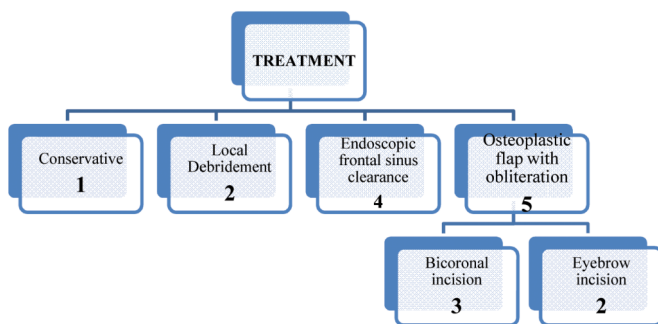 TREATMENT
Conservative
1
Local
Debridement
2
Endoscopic
frontal sinus
clearance
4
Osteoplastic
flap with
obliteration
5
Bicoronal
incision
3
Eyebrow
incision
2